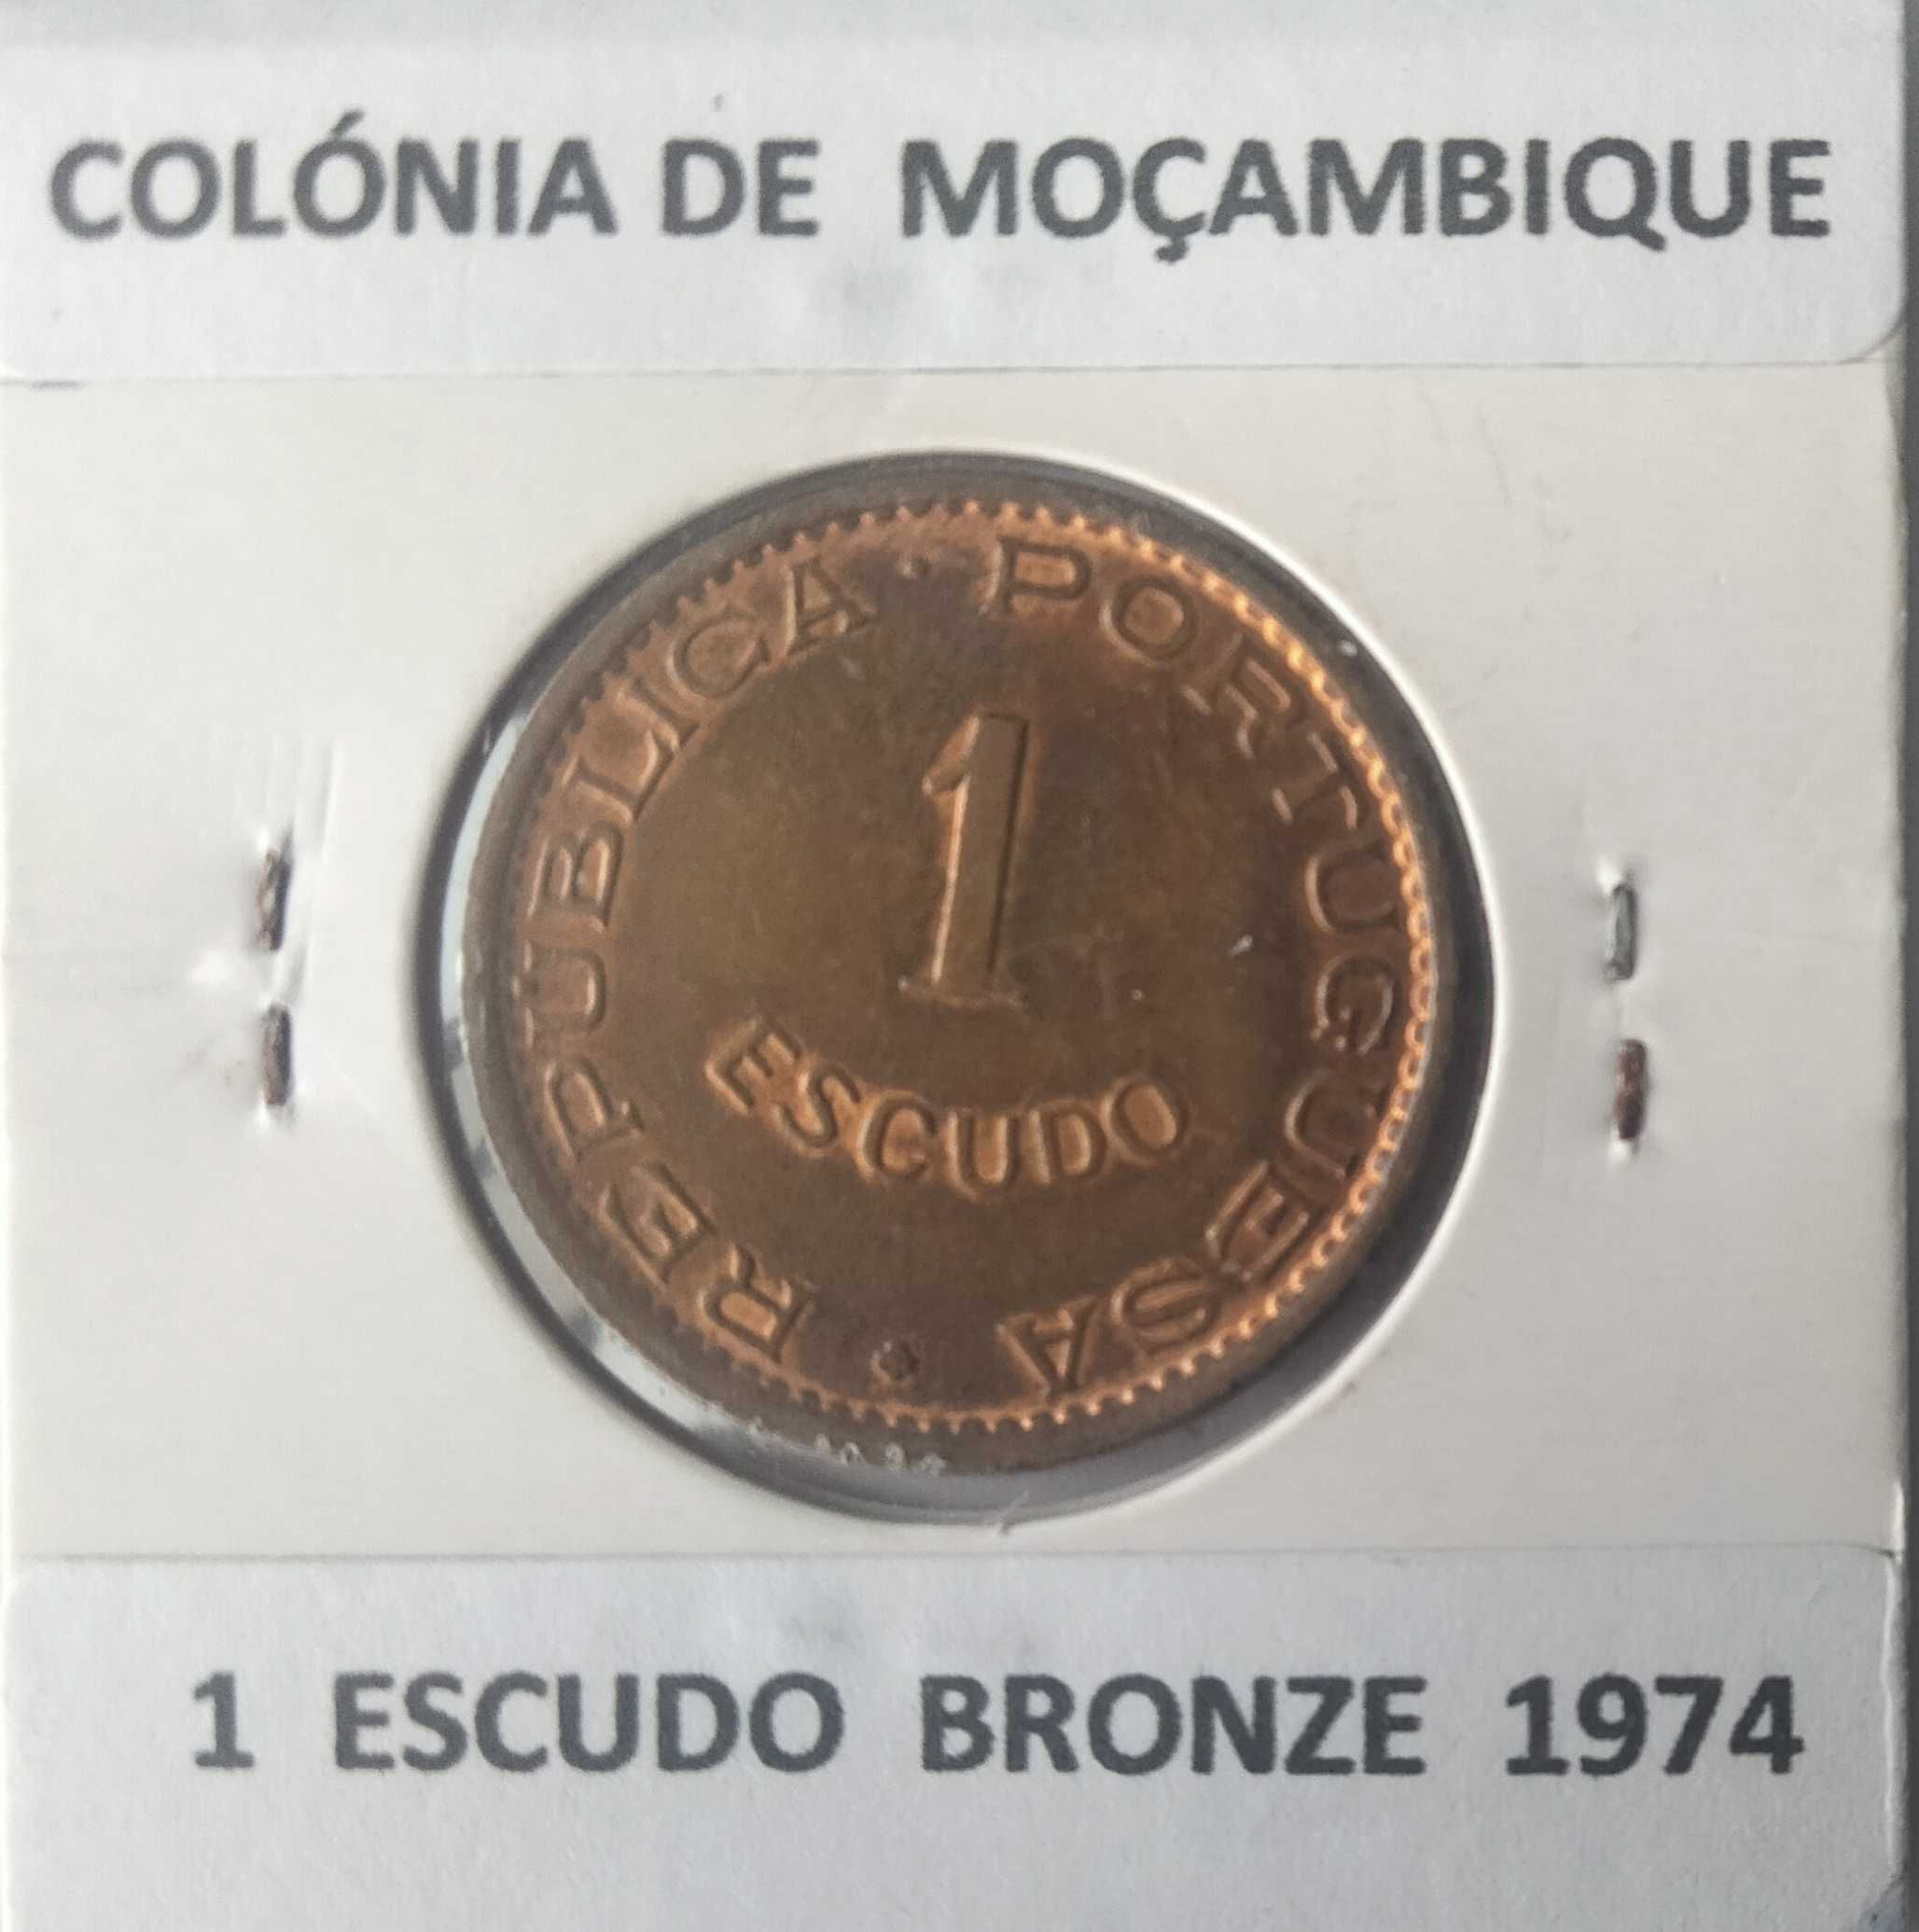 COLÓNIA DE MOÇAMBIQUE
REPUBLICA · PORTUGUESA
1
ESCUDO
1 ESCUDO BRONZE 1974